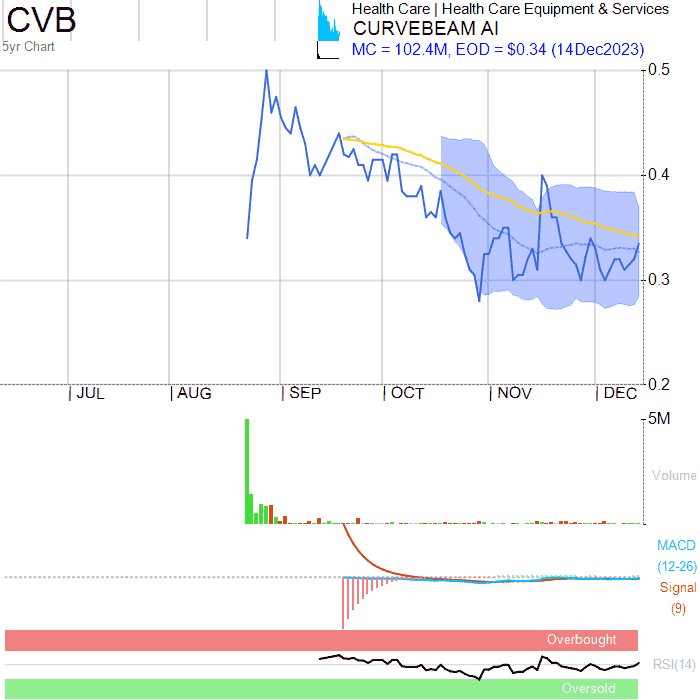 CVB
5yr Chart
Health Care | Health Care Equipment & Services
CURVEBEAM AI
MC = 102.4M, EOD = $0.34 (14Dec2023)
0.5
0.4
0.3
0.2
JUL
AUG
SEP
OCT
NOV
DEC
5M
Volume
MACD
(12-26)
Signal
(9)
Overbought
RSI(14)
Oversold